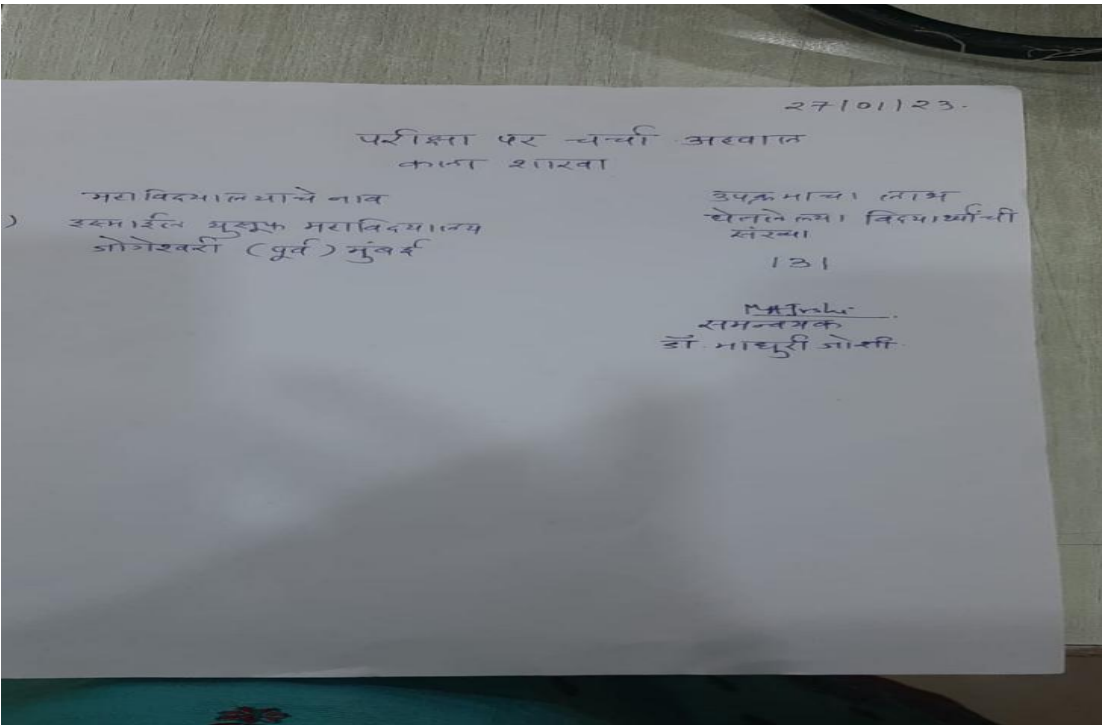 27/01/23.
परीक्षा पर चर्चा अहवाल
कला शाखा
महाविद्यालयाचे नाव
उपक्रमाचा लाभ
घेतलेल्या विद्यार्थ्यांची
संख्या
) इस्माईल युसूफ महाविद्यालय
जोगेश्वरी (पूर्व) मुंबई
131
समन्वयक
डॉ. माधुरी जोशी.